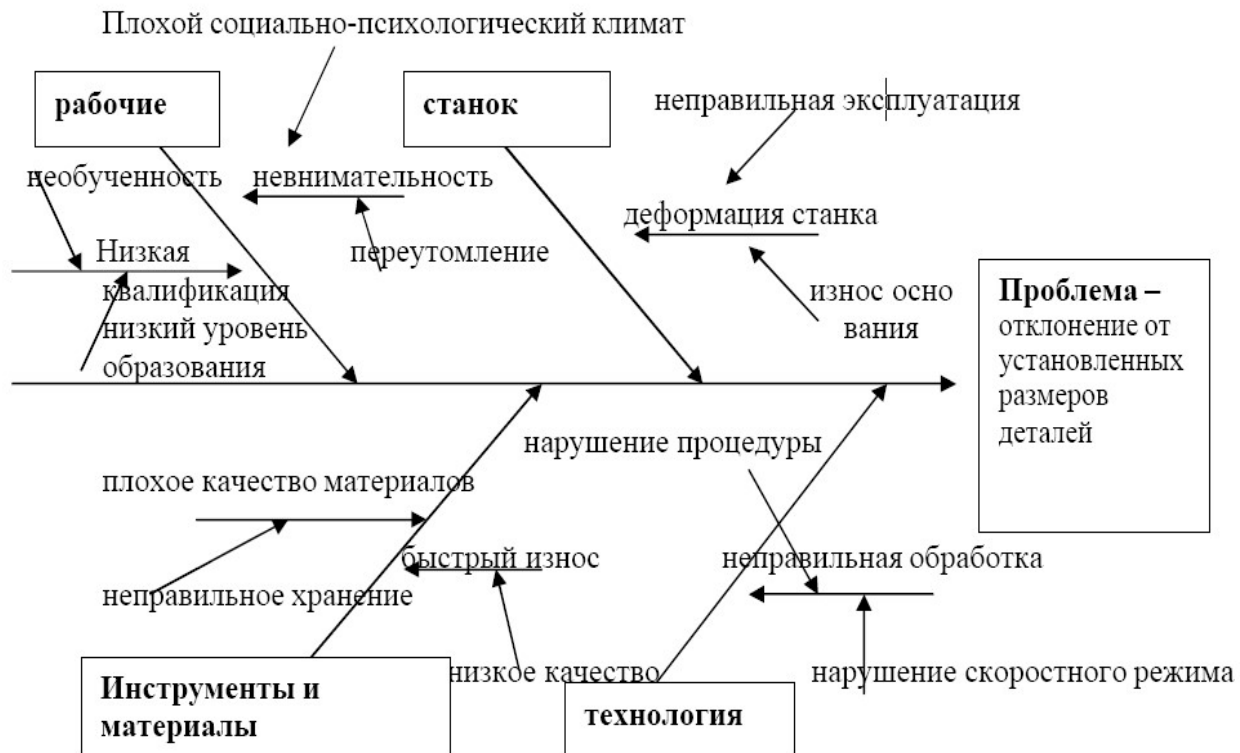 Плохой социально-психологический климат
рабочие
станок
неправильная эксплуатация
необученность
невнимательность
деформация станка
Низкая
квалификация
переутомление
низкий уровень
образования
износ осно
вания
Проблема –
отклонение от
установленных
размеров
деталей
нарушение процедуры
плохое качество материалов
быстрый износ
неправильная обработка
неправильное хранение
низкое качество
нарушение скоростного режима
Инструменты и
материалы
технология